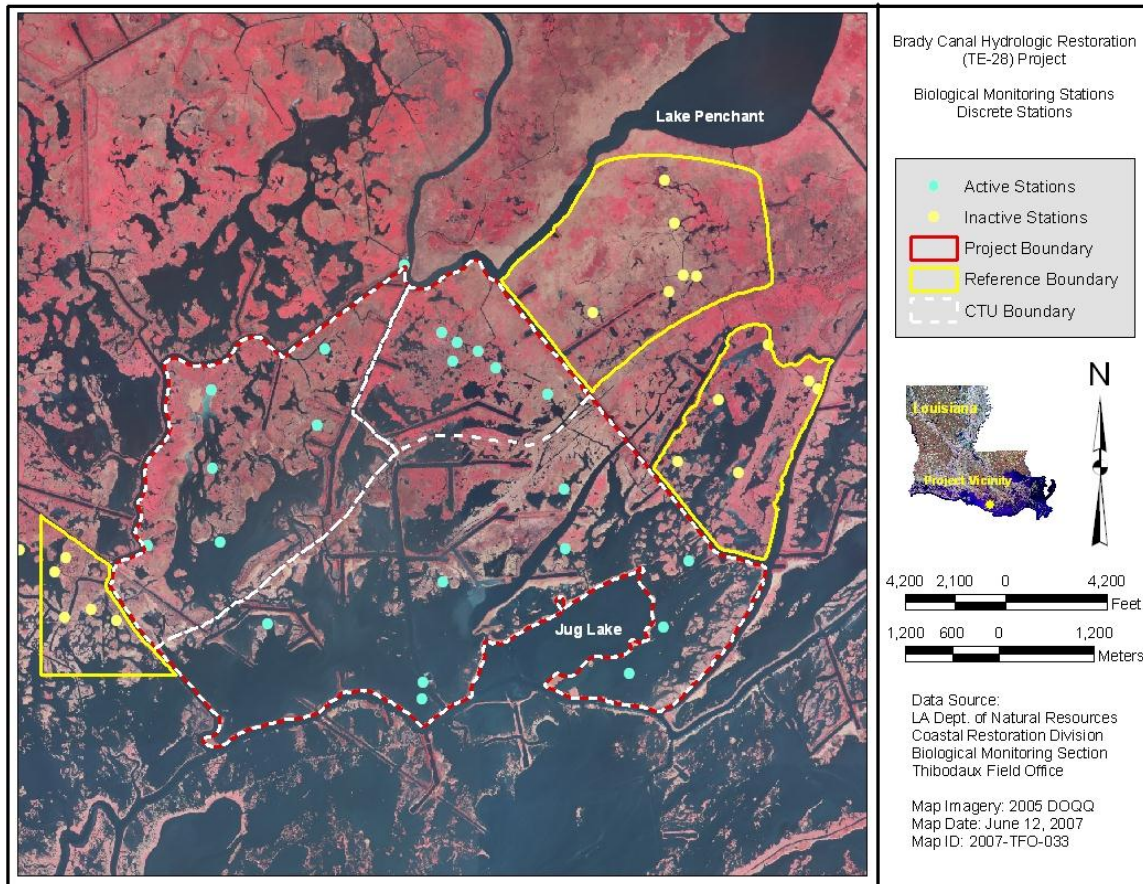 Lake Penchant
Jug Lake
Brady Canal Hydrologic Restoration
(TE-28) Project
Biological Monitoring Stations
Discrete Stations
Active Stations
Inactive Stations
Project Boundary
Reference Boundary
CTU Boundary
Louisiana
Project Vicinity
N
4,200 2,100 0 4,200
Feet
1,200 600 0 1,200
Meters
Data Source:
LA Dept. of Natural Resources
Coastal Restoration Division
Biological Monitoring Section
Thibodaux Field Office
Map Imagery: 2005 DOQQ
Map Date: June 12, 2007
Map ID: 2007-TFO-033